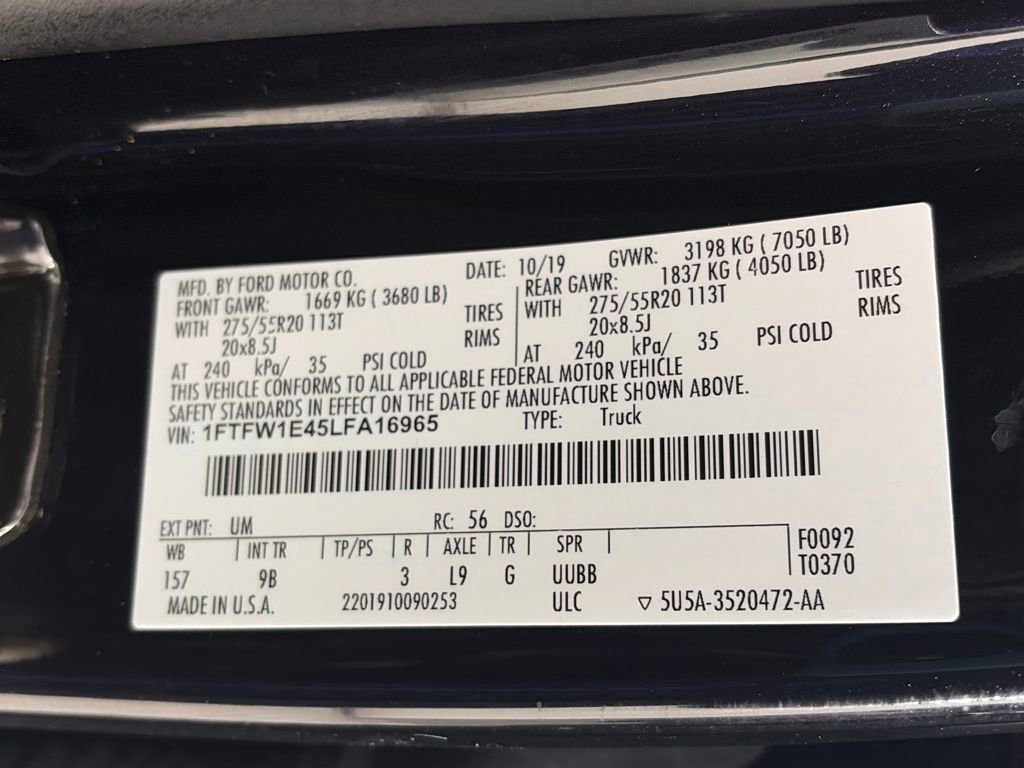 MFD. BY FORD MOTOR CO. DATE: 10/19 GVWR: 3198 KG ( 7050 LB)
FRONT GAWR: 1669 KG ( 3680 LB) REAR GAWR: 1837 KG ( 4050 LB)
WITH 275/55R20 113T TIRES WITH 275/55R20 113T TIRES
20x8.5J RIMS 20x8.5J RIMS
AT 240 kPa/ 35 PSI COLD AT 240 kPa/ 35 PSI COLD
THIS VEHICLE CONFORMS TO ALL APPLICABLE FEDERAL MOTOR VEHICLE
SAFETY STANDARDS IN EFFECT ON THE DATE OF MANUFACTURE SHOWN ABOVE.
VIN: 1FTFW1E45LFA16965 TYPE: Truck
EXT PNT: UM RC: 56 DSO:
WB INT TR TP/PS R AXLE TR SPR F0092
157 9B 3 L9 G UUBB T0370
MADE IN U.S.A. 2201910090253 ULC ▽ 5U5A-3520472-AA